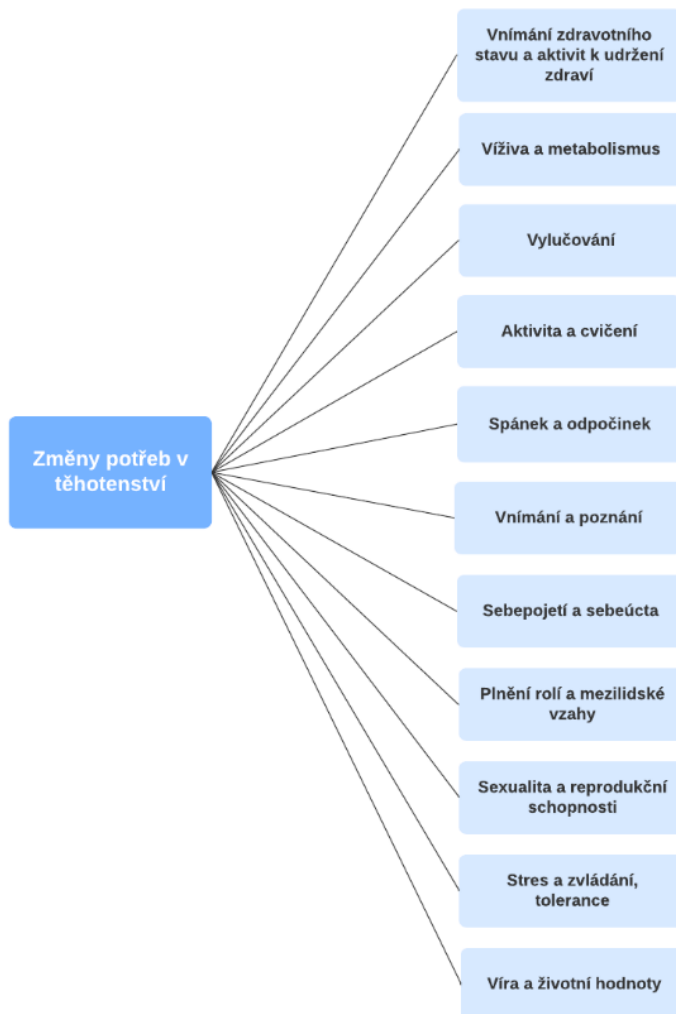 Vnímání zdravotního
stavu a aktivit k udržení
zdraví
Víživa a metabolismus
Vylučování
Aktivita a cvičení
Spánek a odpočinek
Změny potřeb v
těhotenství
Vnímání a poznání
Sebepojetí a sebeúcta
Plnění rolí a mezilidské
vzahy
Sexualita a reprodukční
schopnosti
Stres a zvládání,
tolerance
Víra a životní hodnoty